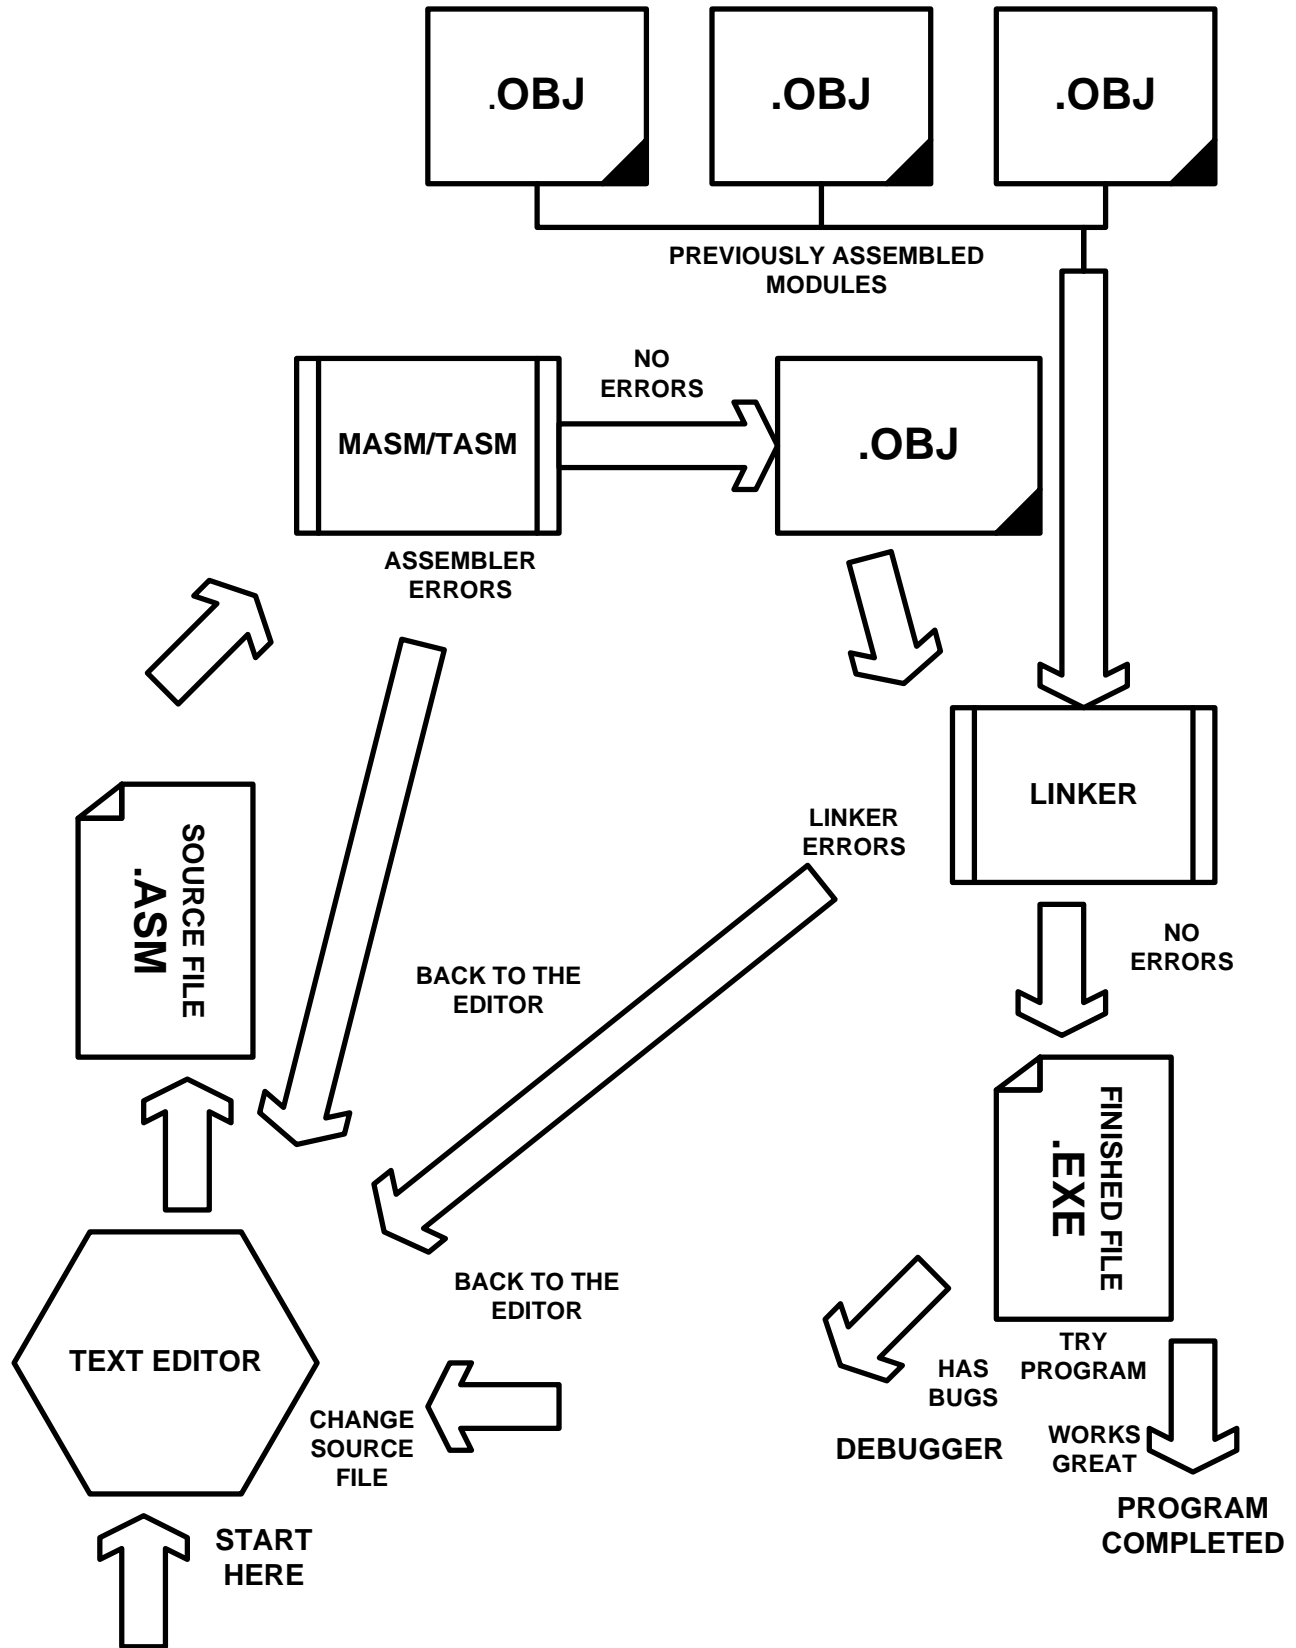 .OBJ
.OBJ
.OBJ
PREVIOUSLY ASSEMBLED
MODULES
NO
ERRORS
MASM/TASM
.OBJ
ASSEMBLER
ERRORS
LINKER
LINKER
ERRORS
SOURCE FILE
.ASM
NO
ERRORS
BACK TO THE
EDITOR
FINISHED FILE
.EXE
BACK TO THE
EDITOR
TEXT EDITOR
TRY
PROGRAM
HAS
BUGS
CHANGE
SOURCE
FILE
DEBUGGER
WORKS
GREAT
PROGRAM
COMPLETED
START
HERE